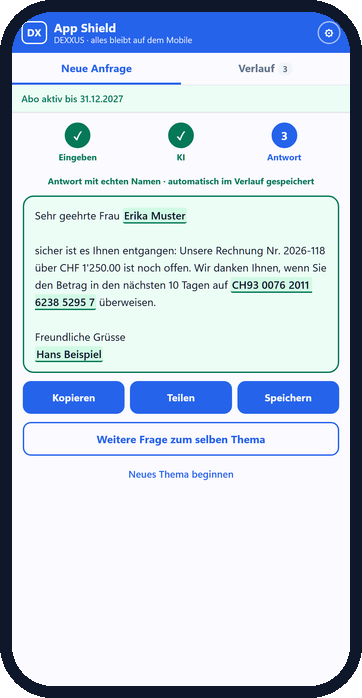 DX
App Shield
DEXXUS · alles bleibt auf dem Mobile
Neue Anfrage
Verlauf 3
Abo aktiv bis 31.12.2027
✓ ✓ 3
Eingeben KI Antwort
Antwort mit echten Namen · automatisch im Verlauf gespeichert
Sehr geehrte Frau Erika Muster
sicher ist es Ihnen entgangen: Unsere Rechnung Nr. 2026-118
über CHF 1'250.00 ist noch offen. Wir danken Ihnen, wenn Sie
den Betrag in den nächsten 10 Tagen auf CH93 0076 2011
6238 5295 7 überweisen.
Freundliche Grüsse
Hans Beispiel
Kopieren Teilen Speichern
Weitere Frage zum selben Thema
Neues Thema beginnen